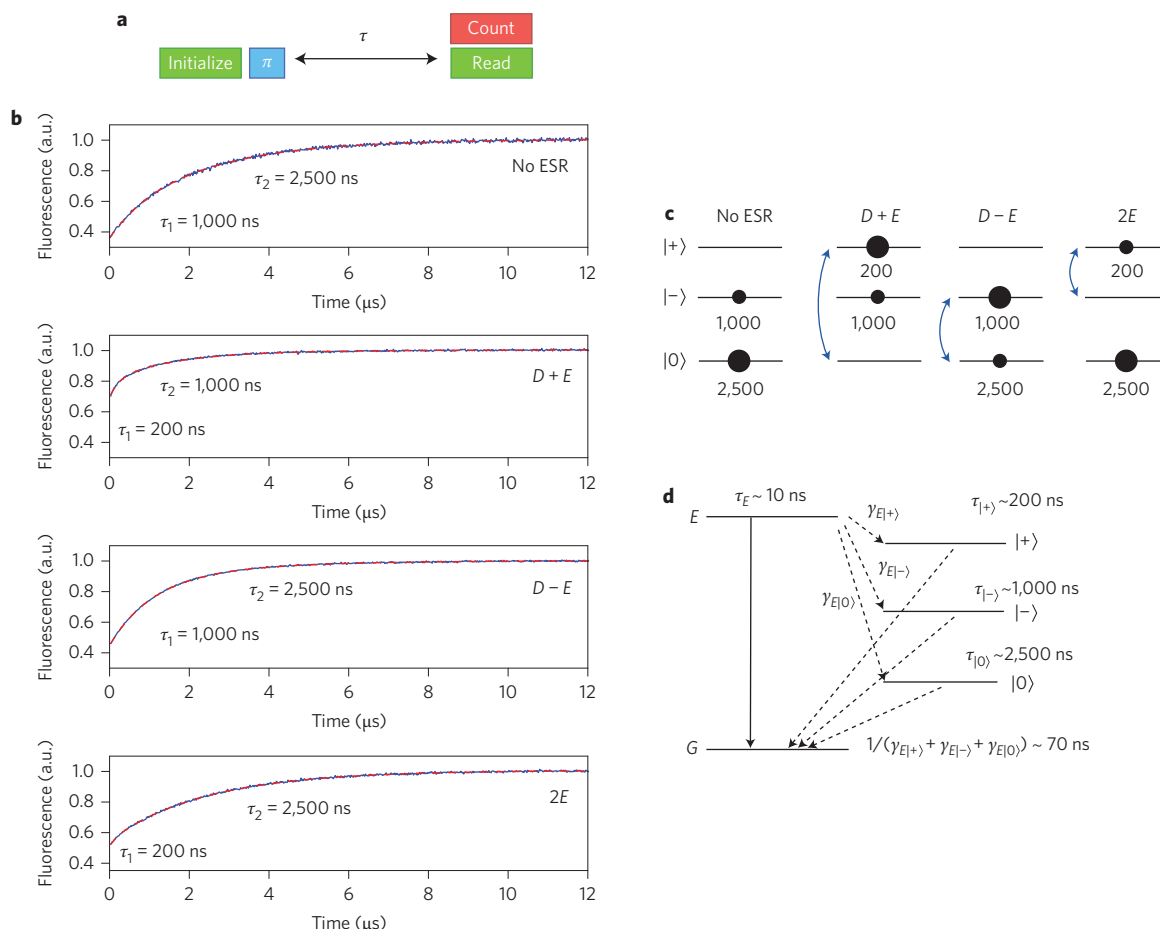 a
Initialize π τ Count
Read
b
Fluorescence (a.u.)
1.0
0.8
0.6
0.4
No ESR
τ2 = 2,500 ns
τ1 = 1,000 ns
0 2 4 6 8 10 12
Time (μs)
Fluorescence (a.u.)
1.0
0.8
0.6
0.4
D + E
τ2 = 1,000 ns
τ1 = 200 ns
0 2 4 6 8 10 12
Time (μs)
Fluorescence (a.u.)
1.0
0.8
0.6
0.4
D − E
τ2 = 2,500 ns
τ1 = 1,000 ns
0 2 4 6 8 10 12
Time (μs)
Fluorescence (a.u.)
1.0
0.8
0.6
0.4
2E
τ2 = 2,500 ns
τ1 = 200 ns
0 2 4 6 8 10 12
Time (μs)
c
No ESR D + E D − E 2E
|+⟩
200 200
|−⟩
1,000 1,000 1,000
|0⟩
2,500 2,500 2,500
d
τE ~ 10 ns
E
γE|+⟩
τ|+⟩ ~200 ns
|+⟩
γE|−⟩
τ|−⟩ ~1,000 ns
γE|0⟩
|−⟩
τ|0⟩ ~2,500 ns
|0⟩
G
1/(γE|+⟩ + γE|−⟩ + γE|0⟩) ~ 70 ns